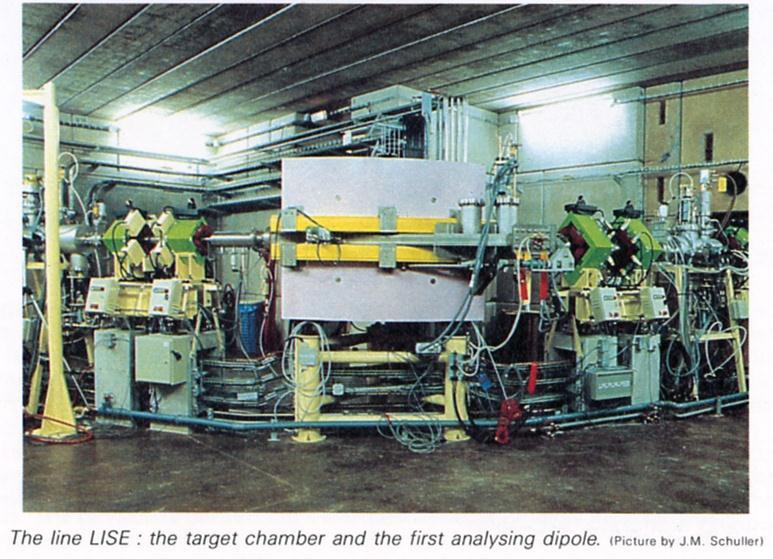 The line LISE : the target chamber and the first analysing dipole. (Picture by J.M. Schuller)